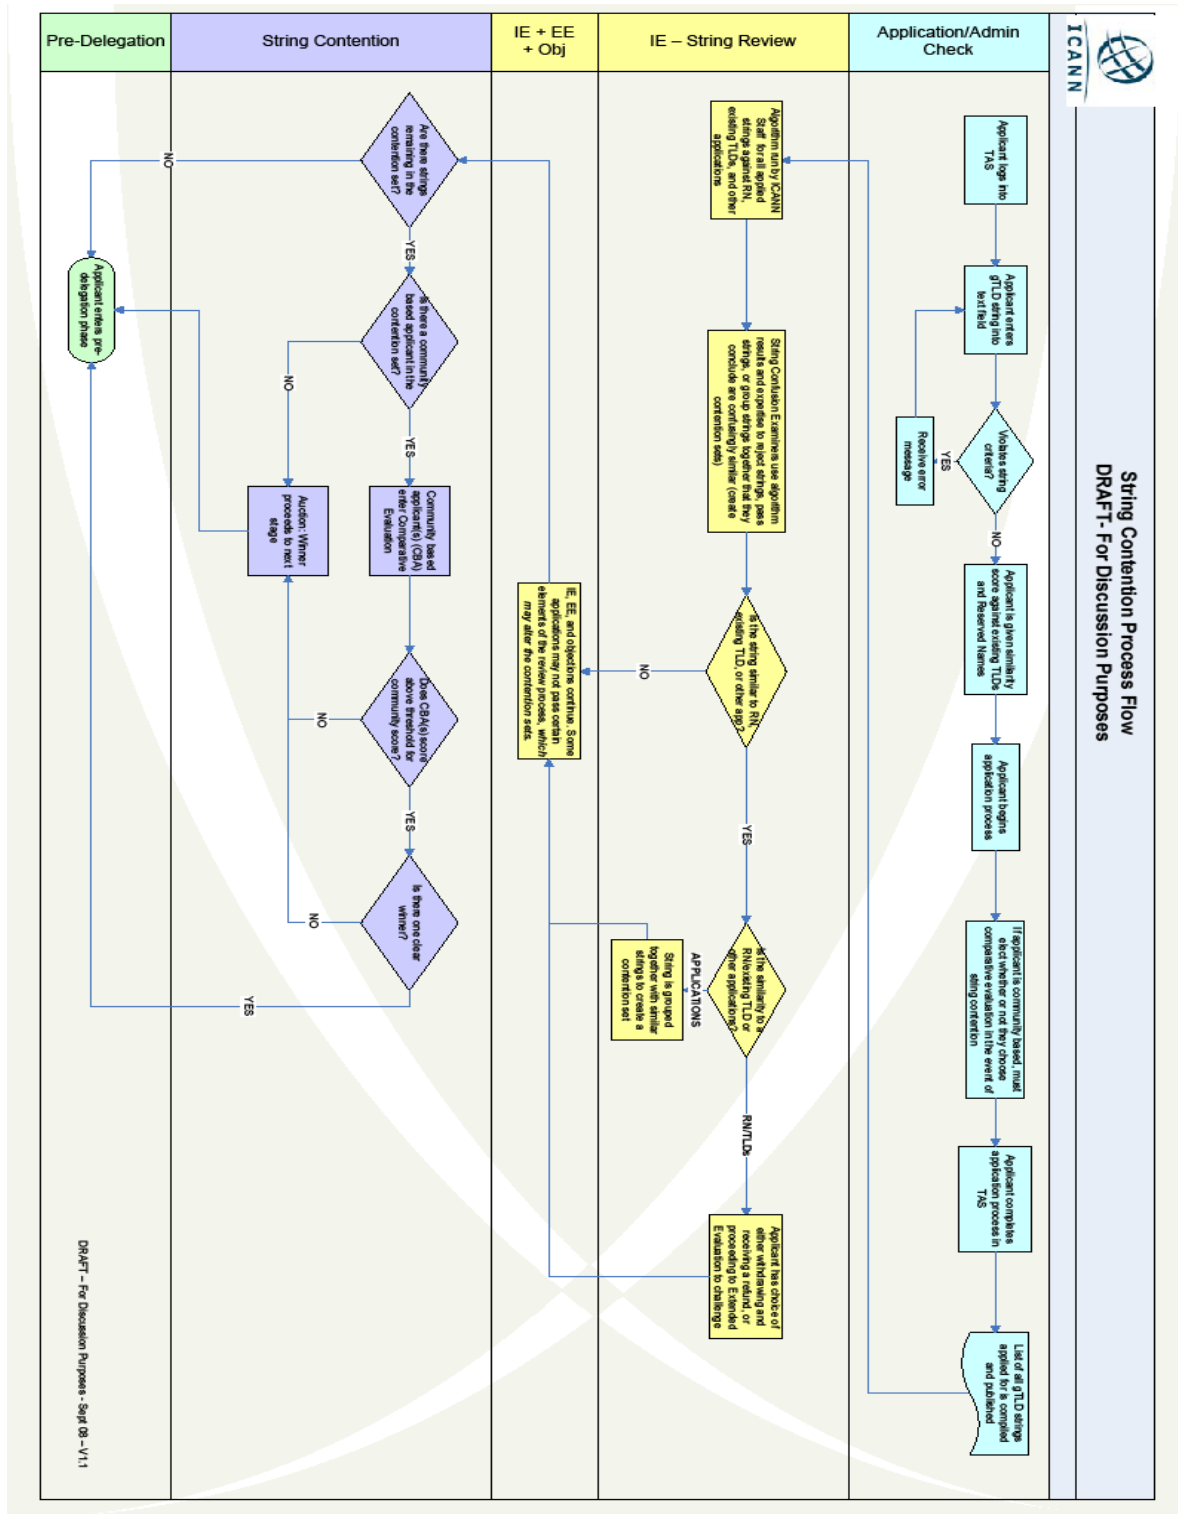 ICANN
String Contention Process Flow
DRAFT- For Discussion Purposes
Application/Admin
Check
Applicant logs into
TAS
Applicant enters
gTLD string into
text field
Violates string
criteria?
YES
Receive error
message
NO
Applicant is given similarity
score against existing TLDs
and Reserved Names
Applicant begins
application process
If applicant is community based, must
elect whether or not they choose
comparative evaluation in the event of
string contention
Applicant completes
application process in
TAS
List of all gTLD strings
applied for is compiled
and published
IE – String Review
Algorithm run by ICANN
Staff for all applied
strings against RN,
existing TLDs, and other
applications
String Confusion Examiners use algorithm
results and expertise to reject strings, pass
strings, or group strings together that they
conclude are confusingly similar (create
contention sets)
Is the string similar to RN,
existing TLD, or other app?
NO
YES
Is the similarity to a
RN/existing TLD or
other applications?
APPLICATIONS
String is grouped
together with similar
strings to create a
contention set
RN/TLDs
Applicant has choice of
either withdrawing and
receiving a refund, or
proceeding to Extended
Evaluation to challenge
IE + EE
+ Obj
IE, EE, and objections continue. Some
applications may not pass certain
elements of the review process, which
may alter the contention sets.
String Contention
Are there strings
remaining in the
contention set?
NO
YES
Is there a community
based applicant in the
contention set?
NO
YES
Community based
applicant(s) (CBA)
enter Comparative
Evaluation
Auction: Winner
proceeds to next
stage
Does CBA(s) score
above threshold for
community score?
NO
YES
Is there one clear
winner?
NO
YES
Pre-Delegation
Applicant enters pre-
delegation phase
DRAFT – For Discussion Purposes - Sept 08 – V1.1